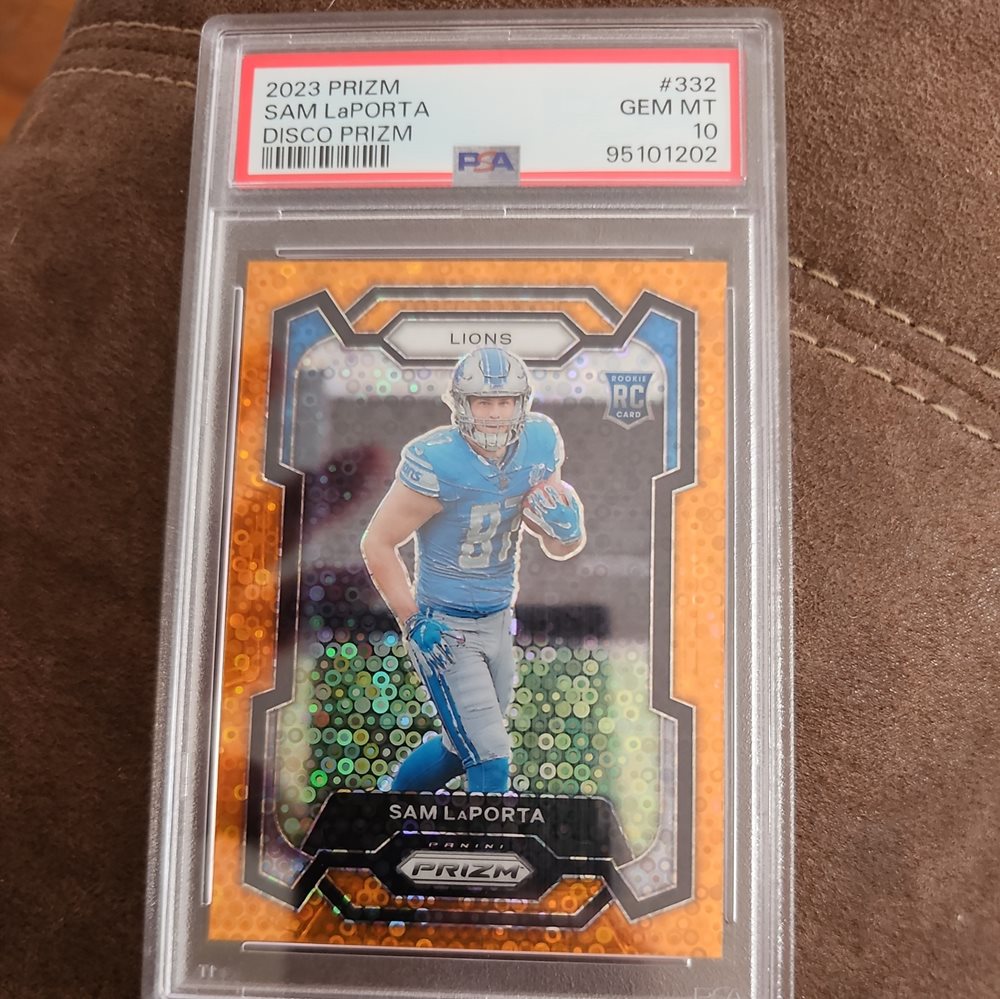 2023 PRIZM #332
SAM LaPORTA GEM MT
DISCO PRIZM 10
PSA 95101202
LIONS
ROOKIE
RC
CARD
87
SAM LaPORTA
PANINI
PRIZM